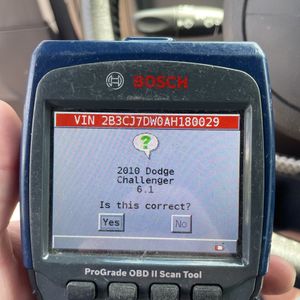 BOSCH
VIN 2B3CJ7DW0AH180029
?
2010 Dodge
Challenger
6.1
Is this correct?
Yes No
ProGrade OBD II Scan Tool